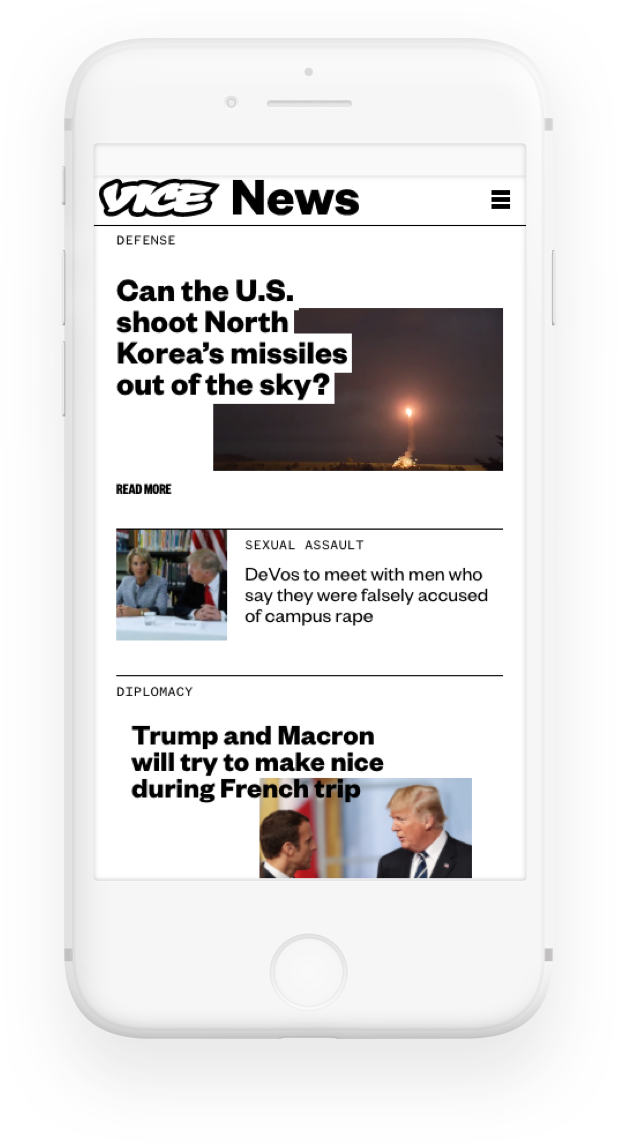 VICE News
DEFENSE
Can the U.S.
shoot North
Korea’s missiles
out of the sky?
READ MORE
SEXUAL ASSAULT
DeVos to meet with men who
say they were falsely accused
of campus rape
DIPLOMACY
Trump and Macron
will try to make nice
during French trip